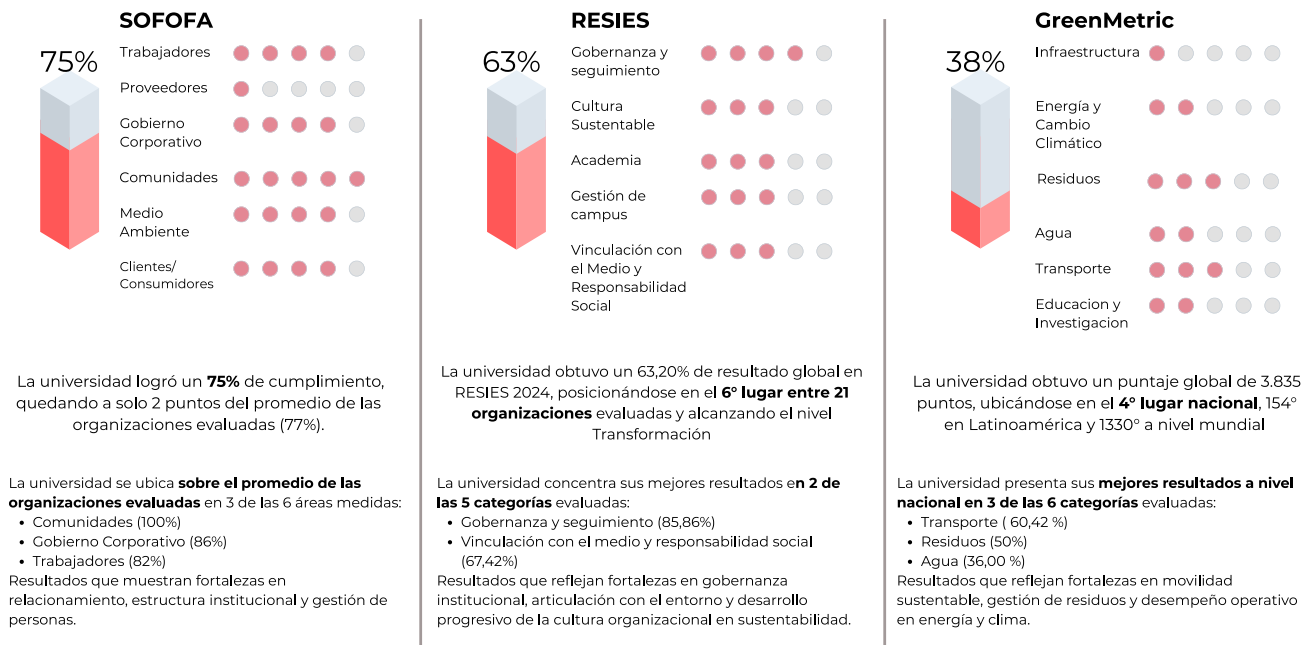 SOFOFA
75%
Trabajadores
Proveedores
Gobierno
Corporativo
Comunidades
Medio
Ambiente
Clientes/
Consumidores
La universidad logró un 75% de cumplimiento,
quedando a solo 2 puntos del promedio de las
organizaciones evaluadas (77%).
La universidad se ubica sobre el promedio de las
organizaciones evaluadas en 3 de las 6 áreas medidas:
• Comunidades (100%)
• Gobierno Corporativo (86%)
• Trabajadores (82%)
Resultados que muestran fortalezas en
relacionamiento, estructura institucional y gestión de
personas.
RESIES
63%
Gobernanza y
seguimiento
Cultura
Sustentable
Academia
Gestión de
campus
Vinculación con
el Medio y
Responsabilidad
Social
La universidad obtuvo un 63,20% de resultado global en
RESIES 2024, posicionándose en el 6° lugar entre 21
organizaciones evaluadas y alcanzando el nivel
Transformación
La universidad concentra sus mejores resultados en 2 de
las 5 categorías evaluadas:
• Gobernanza y seguimiento (85,86%)
• Vinculación con el medio y responsabilidad social
(67,42%)
Resultados que reflejan fortalezas en gobernanza
institucional, articulación con el entorno y desarrollo
progresivo de la cultura organizacional en sustentabilidad.
GreenMetric
38%
Infraestructura
Energía y
Cambio
Climático
Residuos
Agua
Transporte
Educacion y
Investigacion
La universidad obtuvo un puntaje global de 3.835
puntos, ubicándose en el 4° lugar nacional, 154°
en Latinoamérica y 1330° a nivel mundial
La universidad presenta sus mejores resultados a nivel
nacional en 3 de las 6 categorías evaluadas:
• Transporte ( 60,42 %)
• Residuos (50%)
• Agua (36,00 %)
Resultados que reflejan fortalezas en movilidad
sustentable, gestión de residuos y desempeño operativo
en energía y clima.